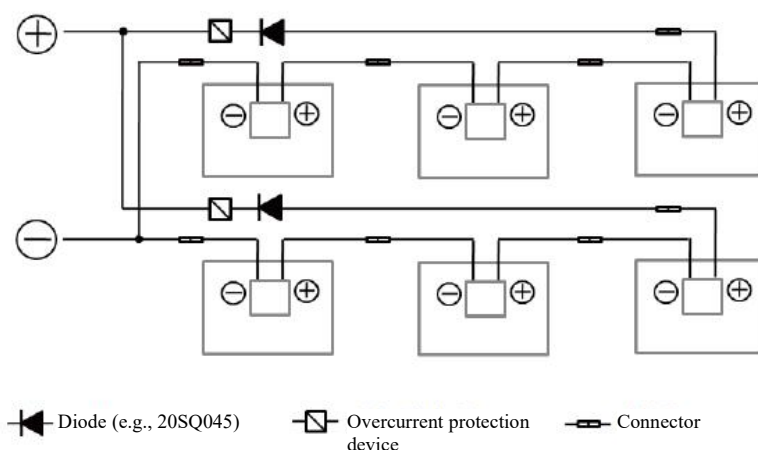 Diode (e.g., 20SQ045)
Overcurrent protection
device
Connector